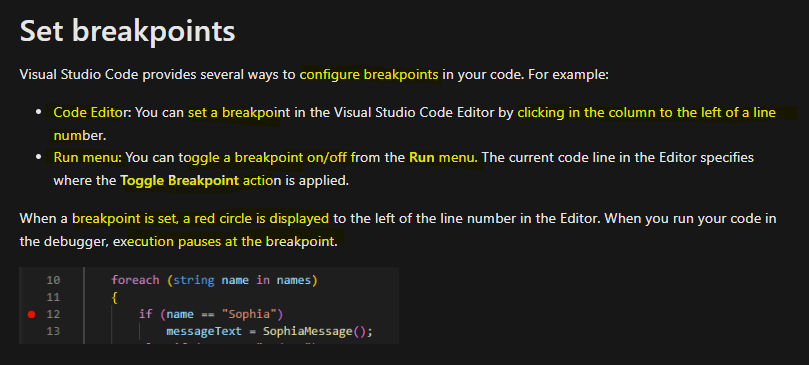 Set breakpoints
Visual Studio Code provides several ways to configure breakpoints in your code. For example:
• Code Editor: You can set a breakpoint in the Visual Studio Code Editor by clicking in the column to the left of a line
number.
• Run menu: You can toggle a breakpoint on/off from the Run menu. The current code line in the Editor specifies
where the Toggle Breakpoint action is applied.
When a breakpoint is set, a red circle is displayed to the left of the line number in the Editor. When you run your code in
the debugger, execution pauses at the breakpoint.
10 foreach (string name in names)
11 {
12 if (name == "Sophia")
13 messageText = SophiaMessage();